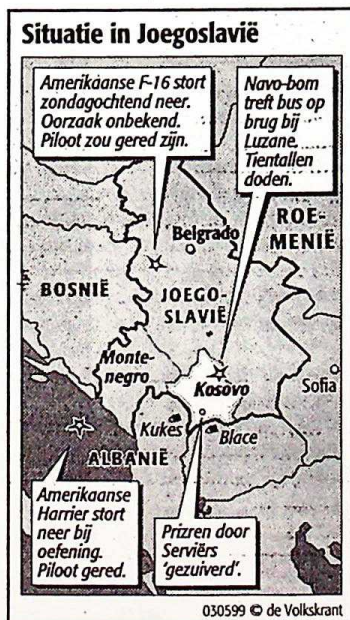 Situatie in Joegoslavië
Amerikaanse F-16 stort
zondagochtend neer.
Oorzaak onbekend.
Piloot zou gered zijn.
Navo-bom
treft bus op
brug bij
Luzane.
Tientallen
doden.
ROE-
MENIË
Belgrado
BOSNIË
JOEGO-
SLAVIË
Monte-
negro
Kosovo
Sofia
Kukës
Blace
ALBANIË
Amerikaanse
Harrier stort
neer bij
oefening.
Piloot gered.
Prizren door
Serviërs
'gezuiverd'.
030599 © de Volkskrant